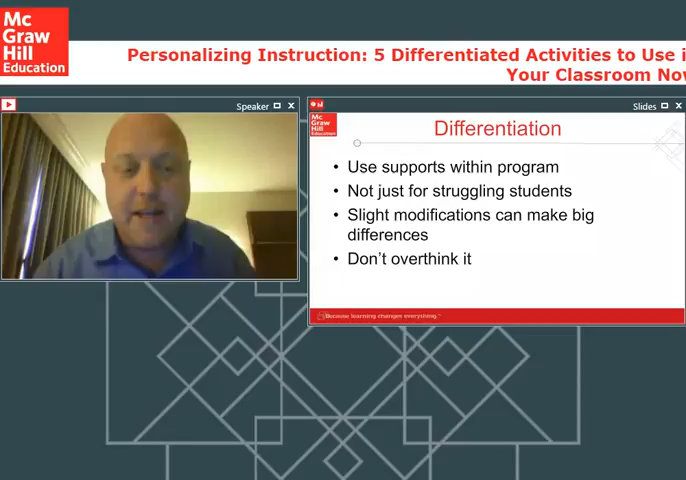 Mc
Graw
Hill
Education
Personalizing Instruction: 5 Differentiated Activities to Use i
Your Classroom Now
Speaker
Slides
Mc
Graw
Hill
Education
Differentiation
• Use supports within program
• Not just for struggling students
• Slight modifications can make big
differences
• Don't overthink it
Because learning changes everything.™